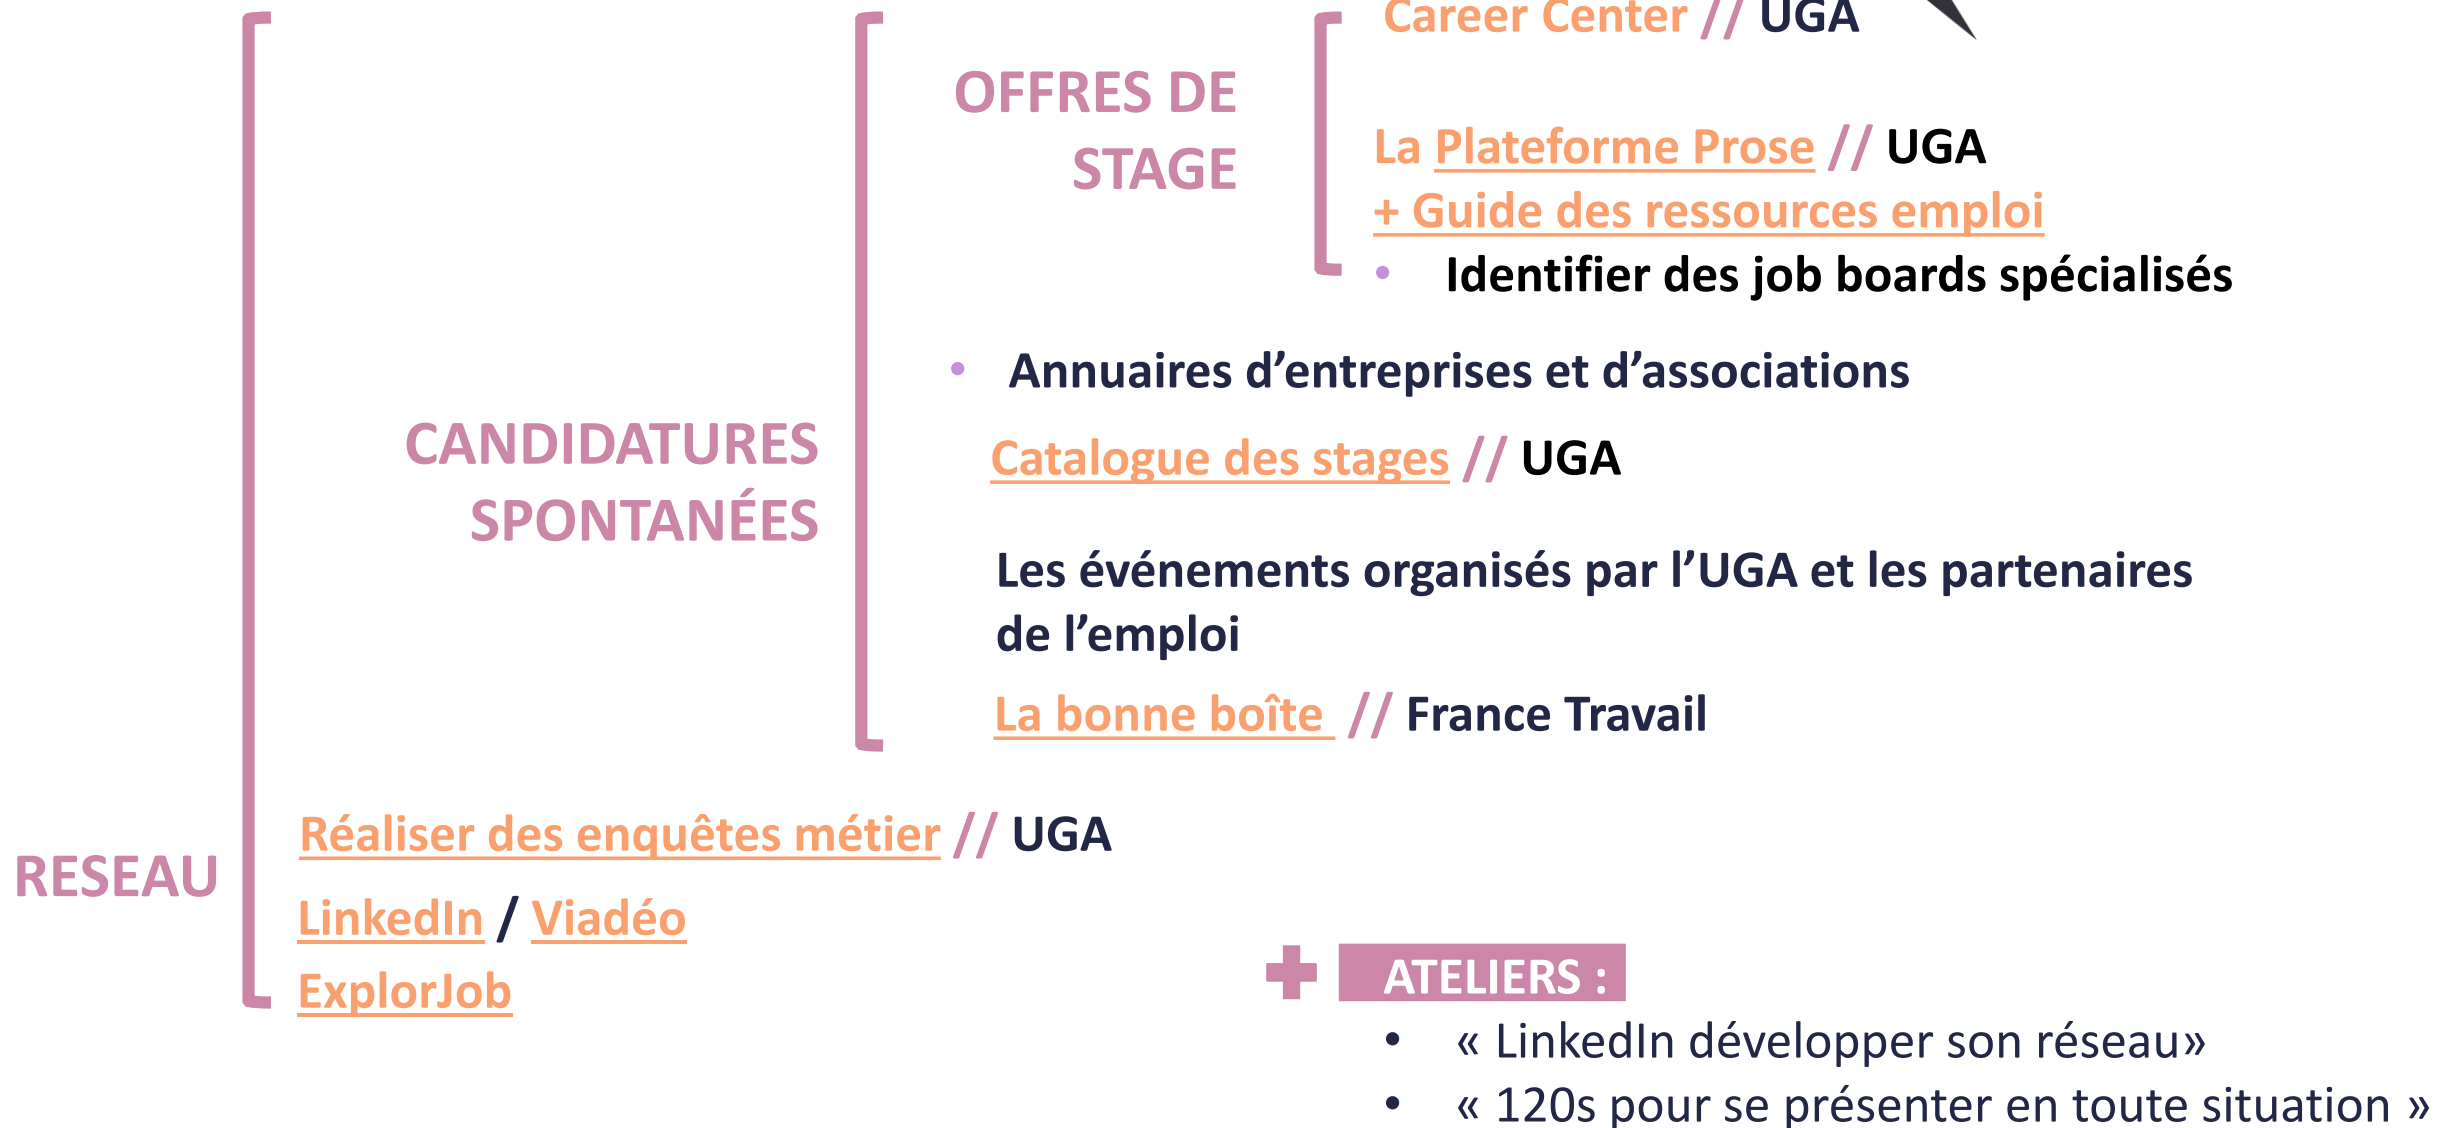 Career Center // UGA
OFFRES DE
STAGE
La Plateforme Prose // UGA
+ Guide des ressources emploi
• Identifier des job boards spécialisés
• Annuaires d’entreprises et d’associations
CANDIDATURES
SPONTANÉES
Catalogue des stages // UGA
Les événements organisés par l’UGA et les partenaires
de l’emploi
La bonne boîte // France Travail
RESEAU
Réaliser des enquêtes métier // UGA
LinkedIn / Viadéo
ExplorJob
ATELIERS :
• « LinkedIn développer son réseau»
• « 120s pour se présenter en toute situation »